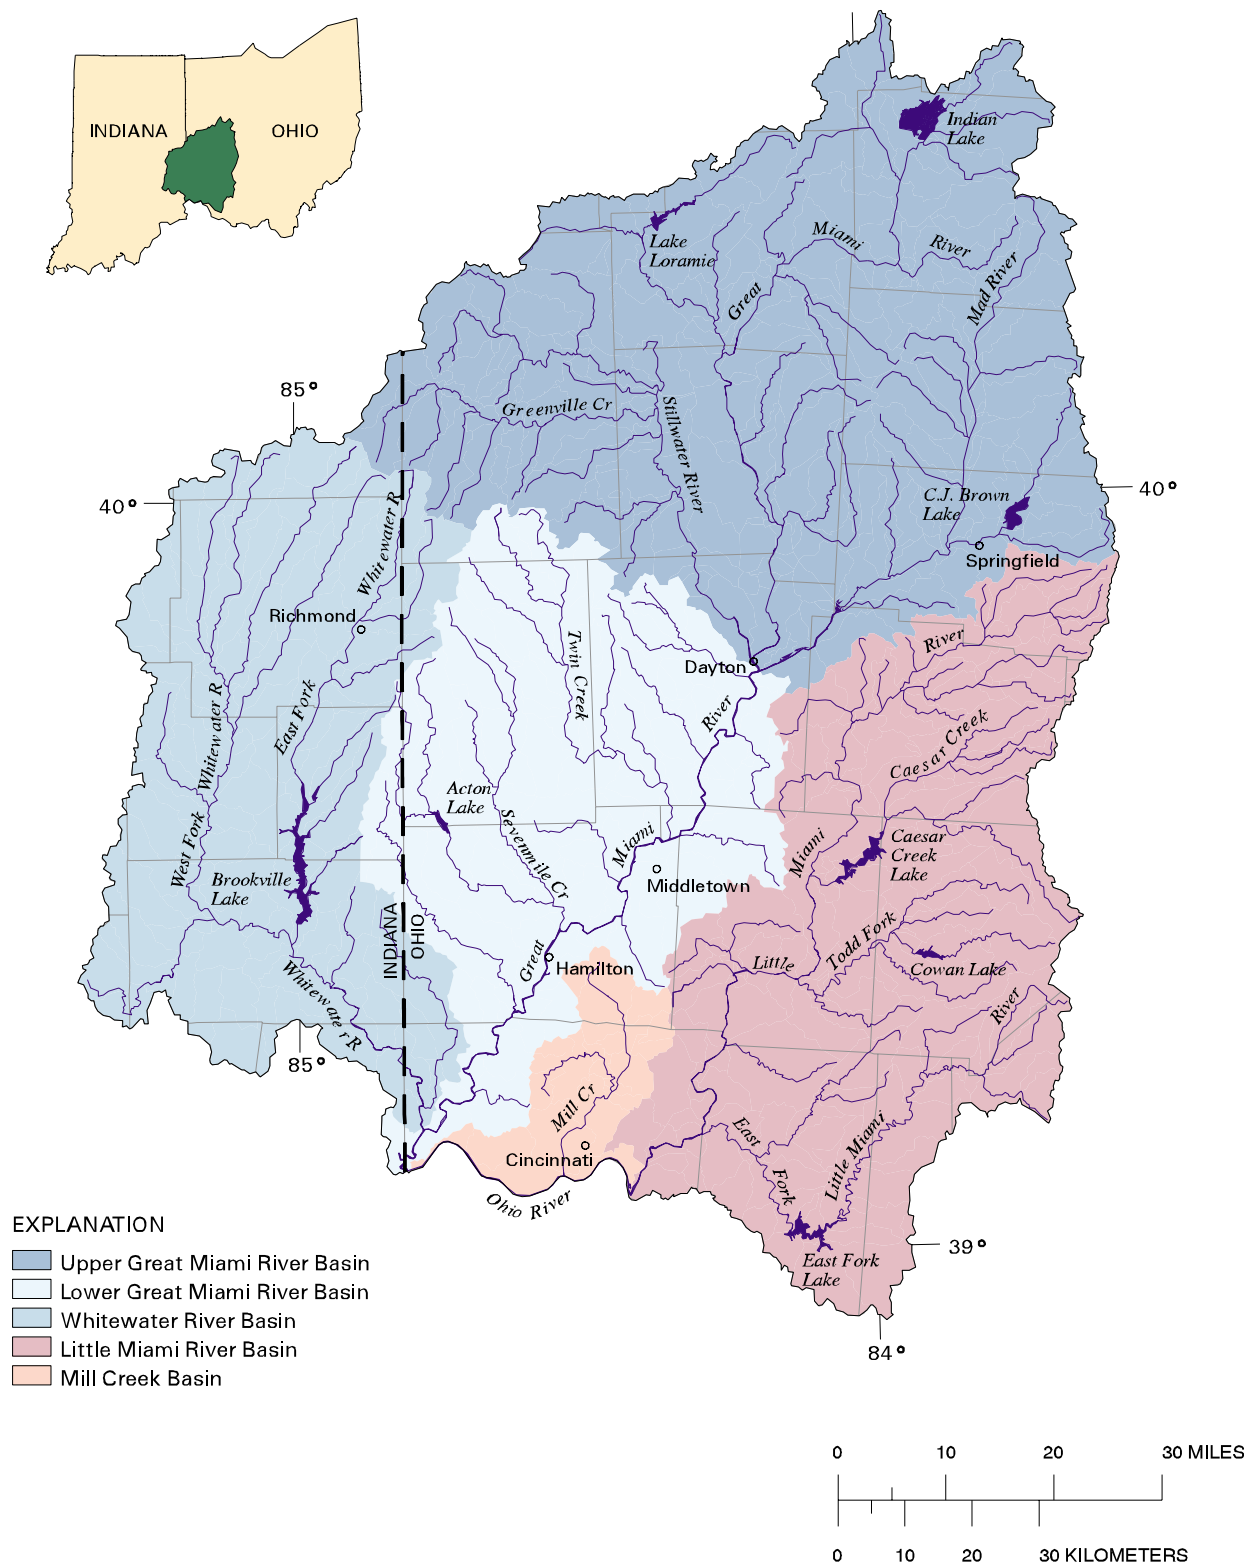 INDIANA
OHIO
Indian
Lake
Lake
Loramie
Miami
River
Great
Mad River
85°
Greenville Cr
Stillwater River
40°
C.J. Brown
Lake
40°
Whitewater R
Springfield
Richmond
Twin Creek
River
Dayton
River
East Fork
Whitewater R
Caesar Creek
Acton
Lake
Sevenmile Cr
West Fork
Miami
Miami
Caesar
Creek
Lake
Brookville
Lake
Middletown
INDIANA
OHIO
Todd Fork
Little
Great
Hamilton
Cowan Lake
Whitewater R
River
85°
Mill Cr
East
Fork
Little Miami
Cincinnati
Ohio River
39°
East Fork
Lake
84°
EXPLANATION
Upper Great Miami River Basin
Lower Great Miami River Basin
Whitewater River Basin
Little Miami River Basin
Mill Creek Basin
0 10 20 30 MILES
0 10 20 30 KILOMETERS